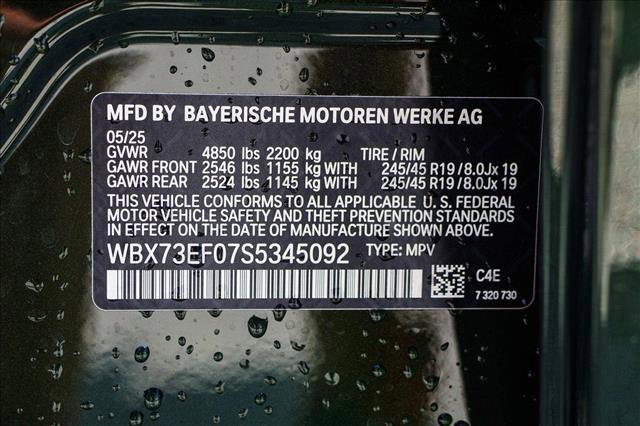 MFD BY BAYERISCHE MOTOREN WERKE AG
05/25
GVWR 4850 lbs 2200 kg TIRE / RIM
GAWR FRONT 2546 lbs 1155 kg WITH 245/45 R19 / 8.0Jx 19
GAWR REAR 2524 lbs 1145 kg WITH 245/45 R19 / 8.0Jx 19
THIS VEHICLE CONFORMS TO ALL APPLICABLE U. S. FEDERAL
MOTOR VEHICLE SAFETY AND THEFT PREVENTION STANDARDS
IN EFFECT ON THE DATE OF MANUFACTURE SHOWN ABOVE.
WBX73EF07S5345092 TYPE: MPV
C4E
7 320 730